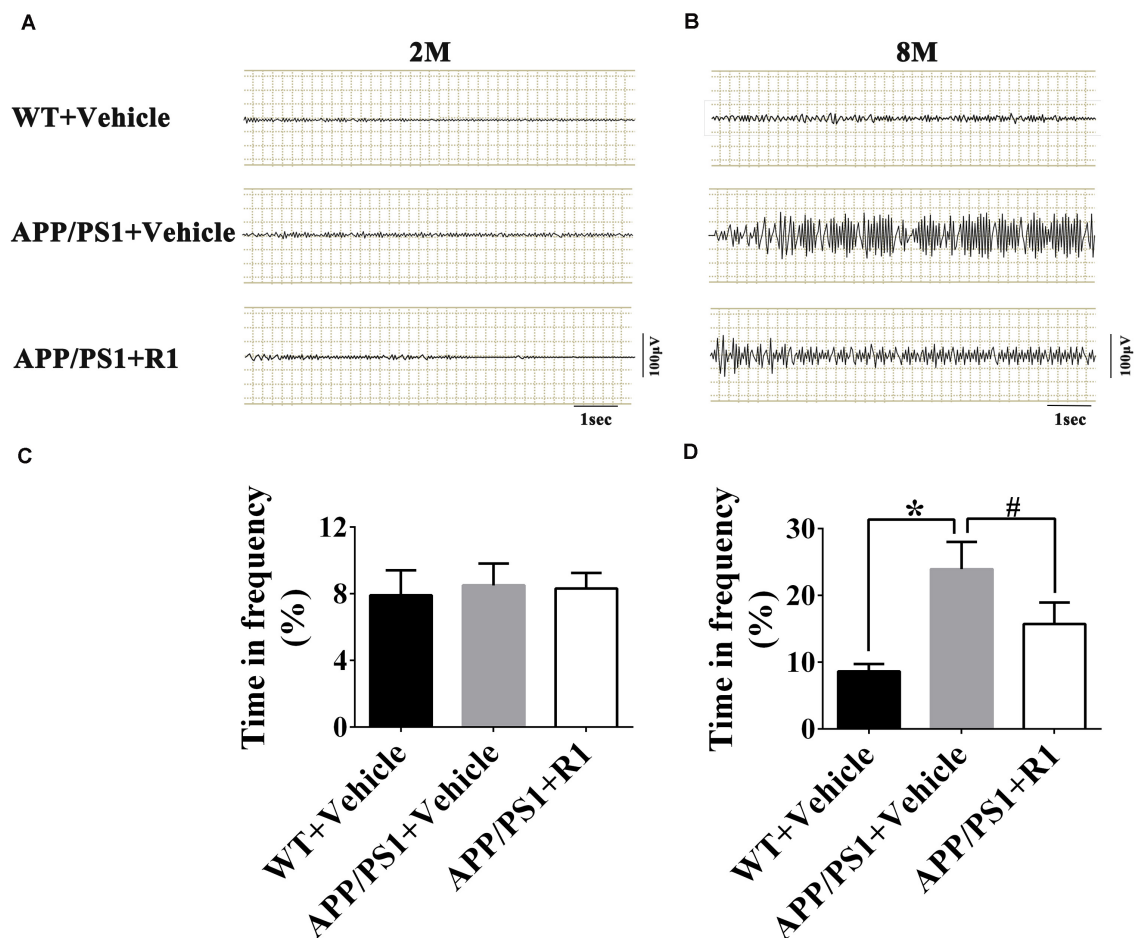 A
B
2M
8M
WT+Vehicle
APP/PS1+Vehicle
APP/PS1+R1
100μV
100μV
1sec
1sec
C
D
Time in frequency
(%)
12
8
4
0
WT+Vehicle
APP/PS1+Vehicle
APP/PS1+R1
Time in frequency
(%)
30
20
10
0
*
#
WT+Vehicle
APP/PS1+Vehicle
APP/PS1+R1